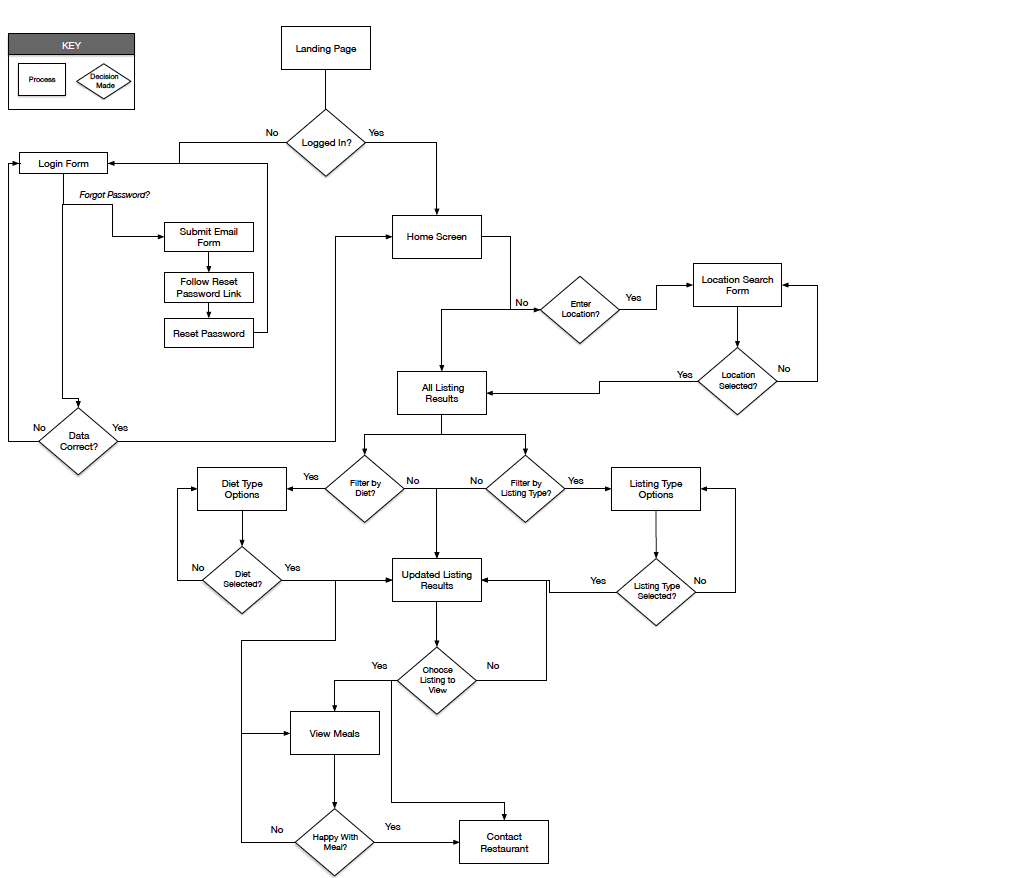 KEY
Process
Decision
Made
Landing Page
Logged In?
No
Yes
Login Form
Forgot Password?
Submit Email
Form
Follow Reset
Password Link
Reset Password
Home Screen
Enter
Location?
No
Yes
Location Search
Form
Location
Selected?
Yes
No
All Listing
Results
Data
Correct?
No
Yes
Filter by
Diet?
Yes
No
Filter by
Listing Type?
No
Yes
Diet Type
Options
Listing Type
Options
Diet
Selected?
No
Yes
Updated Listing
Results
Listing Type
Selected?
Yes
No
Choose
Listing to
View
Yes
No
View Meals
Happy With
Meal?
No
Yes
Contact
Restaurant